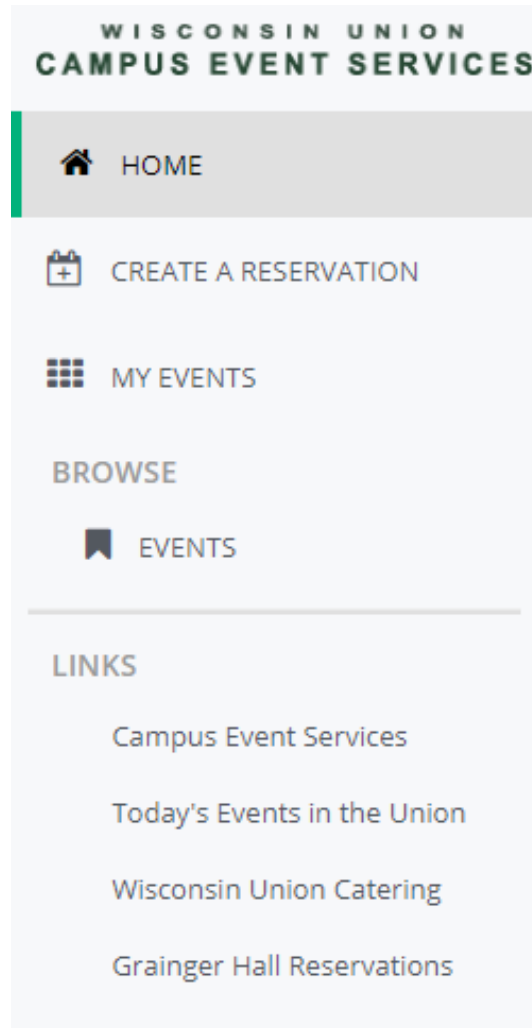 WISCONSIN UNION
CAMPUS EVENT SERVICES
HOME
CREATE A RESERVATION
MY EVENTS
BROWSE
EVENTS
LINKS
Campus Event Services
Today's Events in the Union
Wisconsin Union Catering
Grainger Hall Reservations